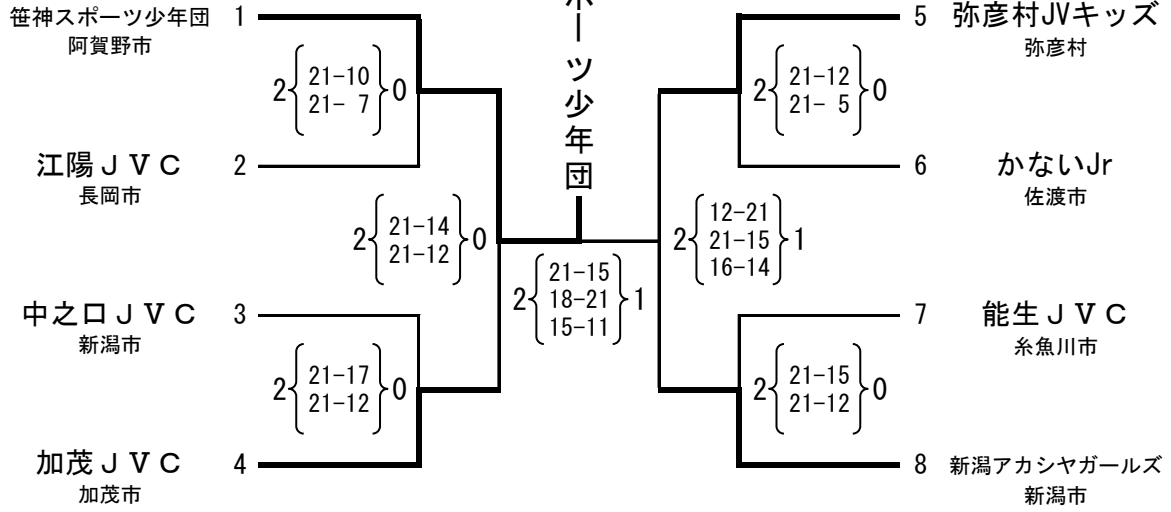 ポーツ少年団
笹神スポーツ少年団 1
阿賀野市
2 21-10 0
21- 7
江陽ＪＶＣ 2
長岡市
2 21-14 0
21-12
中之口ＪＶＣ 3
新潟市
2 21-17 0
21-12
加茂ＪＶＣ 4
加茂市
2 21-15 1
18-21
15-11
5 弥彦村JVキッズ
弥彦村
2 21-12 0
21- 5
6 かないJr
佐渡市
2 12-21 1
21-15
16-14
7 能生ＪＶＣ
糸魚川市
2 21-15 0
21-12
8 新潟アカシヤガールズ
新潟市